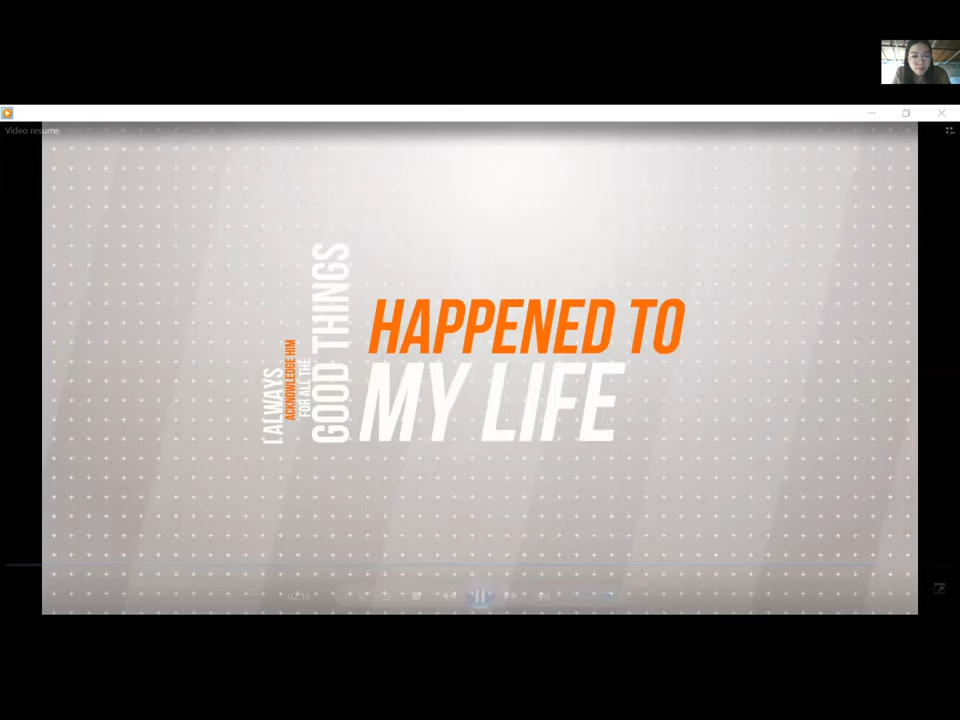 Video resume
I ALWAYS
ACKNOWLEDGE HIM
FOR ALL THE
GOOD THINGS
HAPPENED TO
MY LIFE